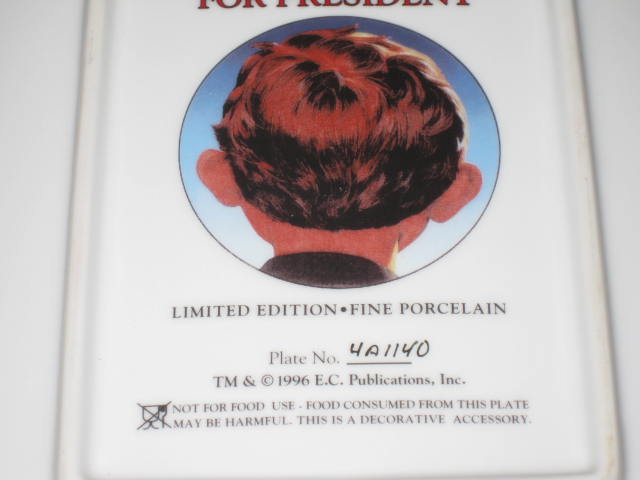 FOR PRESIDENT
LIMITED EDITION•FINE PORCELAIN
Plate No. 4A1140
TM & © 1996 E.C. Publications, Inc.
NOT FOR FOOD USE - FOOD CONSUMED FROM THIS PLATE
MAY BE HARMFUL. THIS IS A DECORATIVE ACCESSORY.